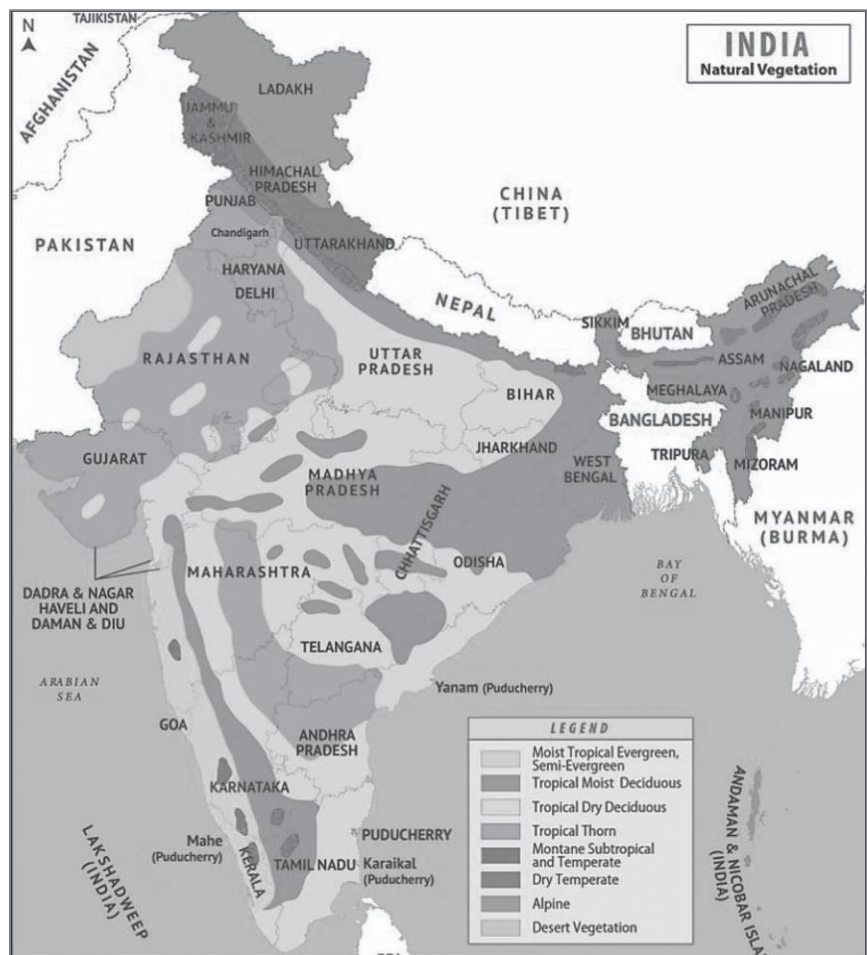 N
TAJIKISTAN
INDIA
Natural Vegetation
AFGHANISTAN
LADAKH
JAMMU
&
KASHMIR
HIMACHAL
PRADESH
CHINA
(TIBET)
PUNJAB
PAKISTAN
Chandigarh
UTTARAKHAND
HARYANA
DELHI
NEPAL
ARUNACHAL
PRADESH
SIKKIM
BHUTAN
RAJASTHAN
UTTAR
PRADESH
ASSAM
NAGALAND
BIHAR
MEGHALAYA
BANGLADESH
MANIPUR
GUJARAT
JHARKHAND
WEST
BENGAL
TRIPURA
MIZORAM
MADHYA
PRADESH
MYANMAR
(BURMA)
CHHATTISGARH
ODISHA
MAHARASHTRA
BAY
OF
BENGAL
DADRA & NAGAR
HAVELI AND
DAMAN & DIU
TELANGANA
ARABIAN
SEA
Yanam (Puducherry)
GOA
ANDHRA
PRADESH
LEGEND
Moist Tropical Evergreen,
Semi-Evergreen
Tropical Moist Deciduous
Tropical Dry Deciduous
Tropical Thorn
Montane Subtropical
and Temperate
Dry Temperate
Alpine
Desert Vegetation
KARNATAKA
Mahe
(Puducherry)
PUDUCHERRY
KERALA
TAMIL NADU
Karaikal
(Puducherry)
LAKSHADWEEP
(INDIA)
ANDAMAN & NICOBAR ISLA
(INDIA)